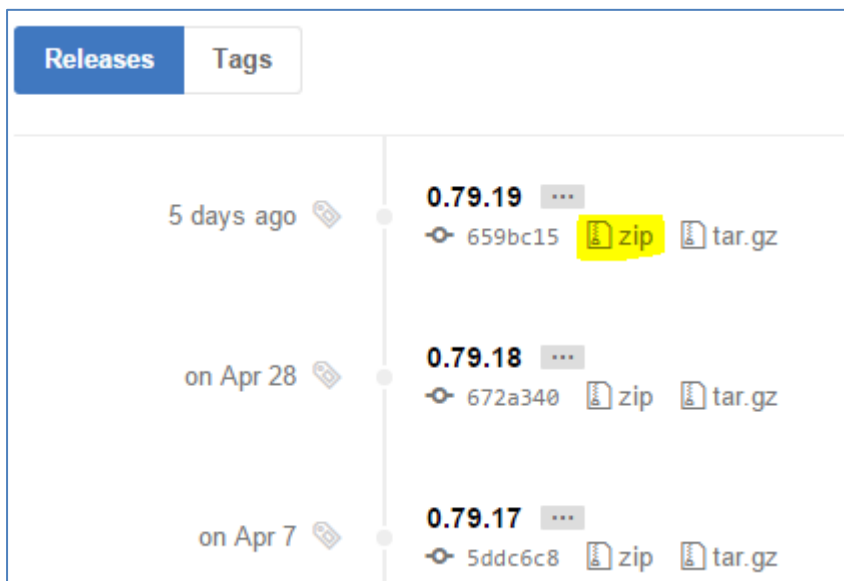 Releases Tags
0.79.19 ...
5 days ago 659bc15 zip tar.gz
0.79.18 ...
on Apr 28 672a340 zip tar.gz
0.79.17 ...
on Apr 7 5ddc6c8 zip tar.gz